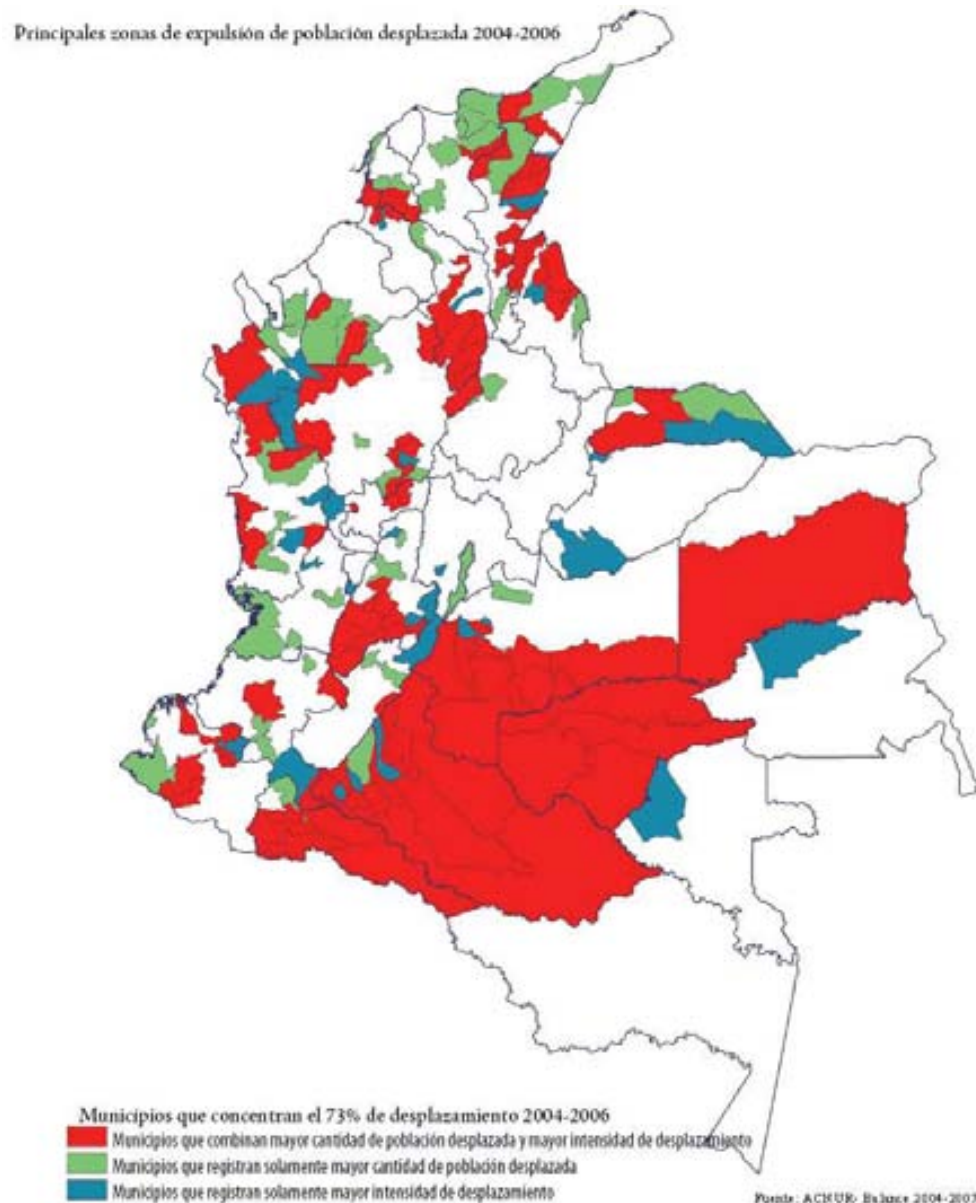 Principales zonas de expulsión de población desplazada 2004-2006
Municipios que concentran el 73% de desplazamiento 2004-2006
Municipios que combinan mayor cantidad de población desplazada y mayor intensidad de desplazamiento
Municipios que registran solamente mayor cantidad de población desplazada
Municipios que registran solamente mayor intensidad de desplazamiento
Fuente: ACNUR- Balance 2004-2007